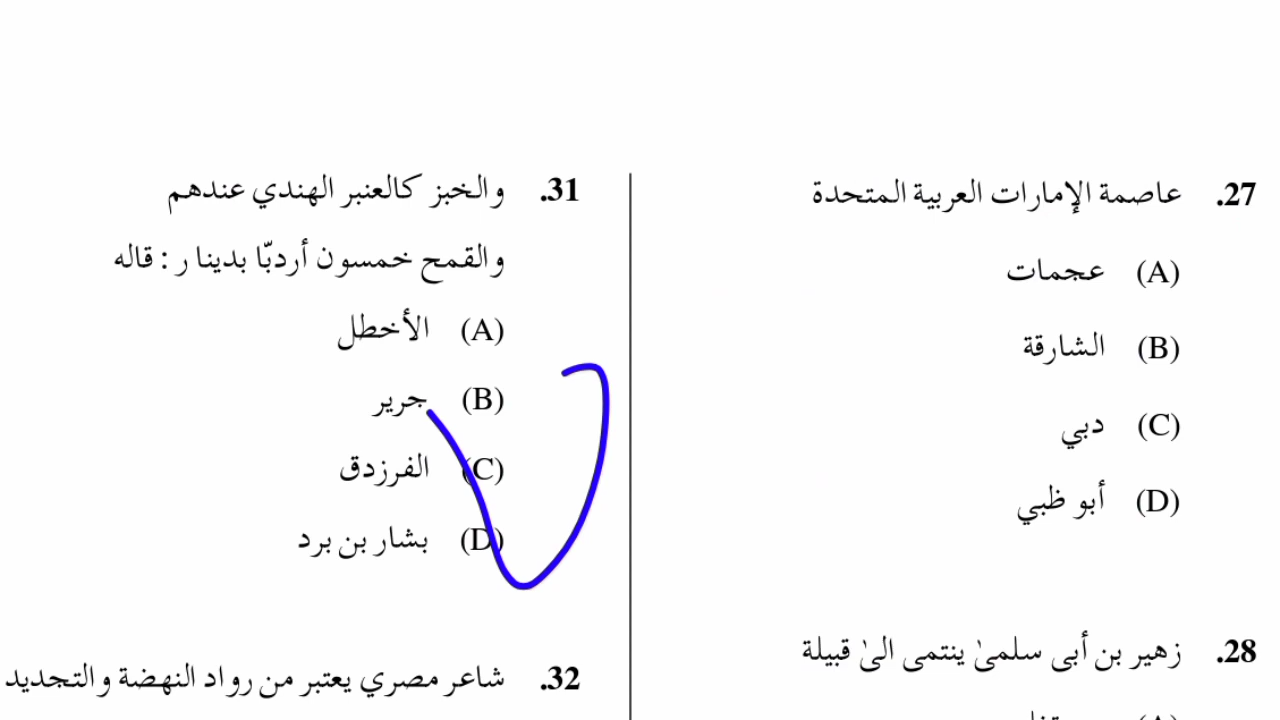 27. عاصمة الإمارات العربية المتحدة
(A) عجمات
(B) الشارقة
(C) دبي
(D) أبو ظبي
28. زهير بن أبى سلمىٰ ينتمى الىٰ قبيلة
(A)
31. والخبز كالعنبر الهندي عندهم
والقمح خمسون أردبّا بدينار : قاله
(A) الأخطل
(B) جرير
(C) الفرزدق
(D) بشار بن برد
32. شاعر مصري يعتبر من رواد النهضة والتجديد